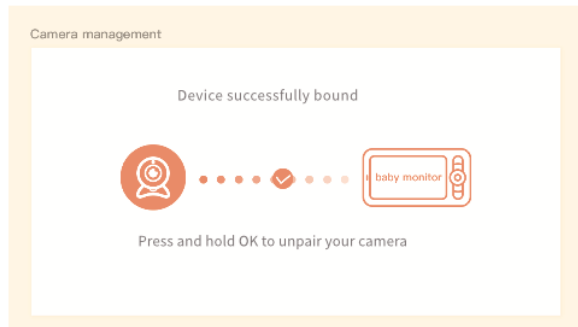 Camera management
Device successfully bound
baby monitor
Press and hold OK to unpair your camera